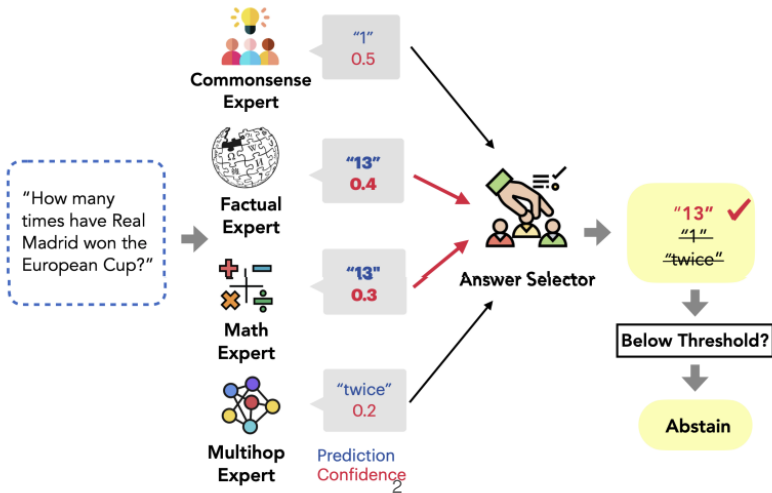 "1"
0.5
Commonsense
Expert
"13"
0.4
Factual
Expert
"How many
times have Real
Madrid won the
European Cup?"
"13"
0.3
Math
Expert
"twice"
0.2
Multihop
Expert
Prediction
Confidence
2
Answer Selector
"13"
"1"
"twice"
Below Threshold?
Abstain